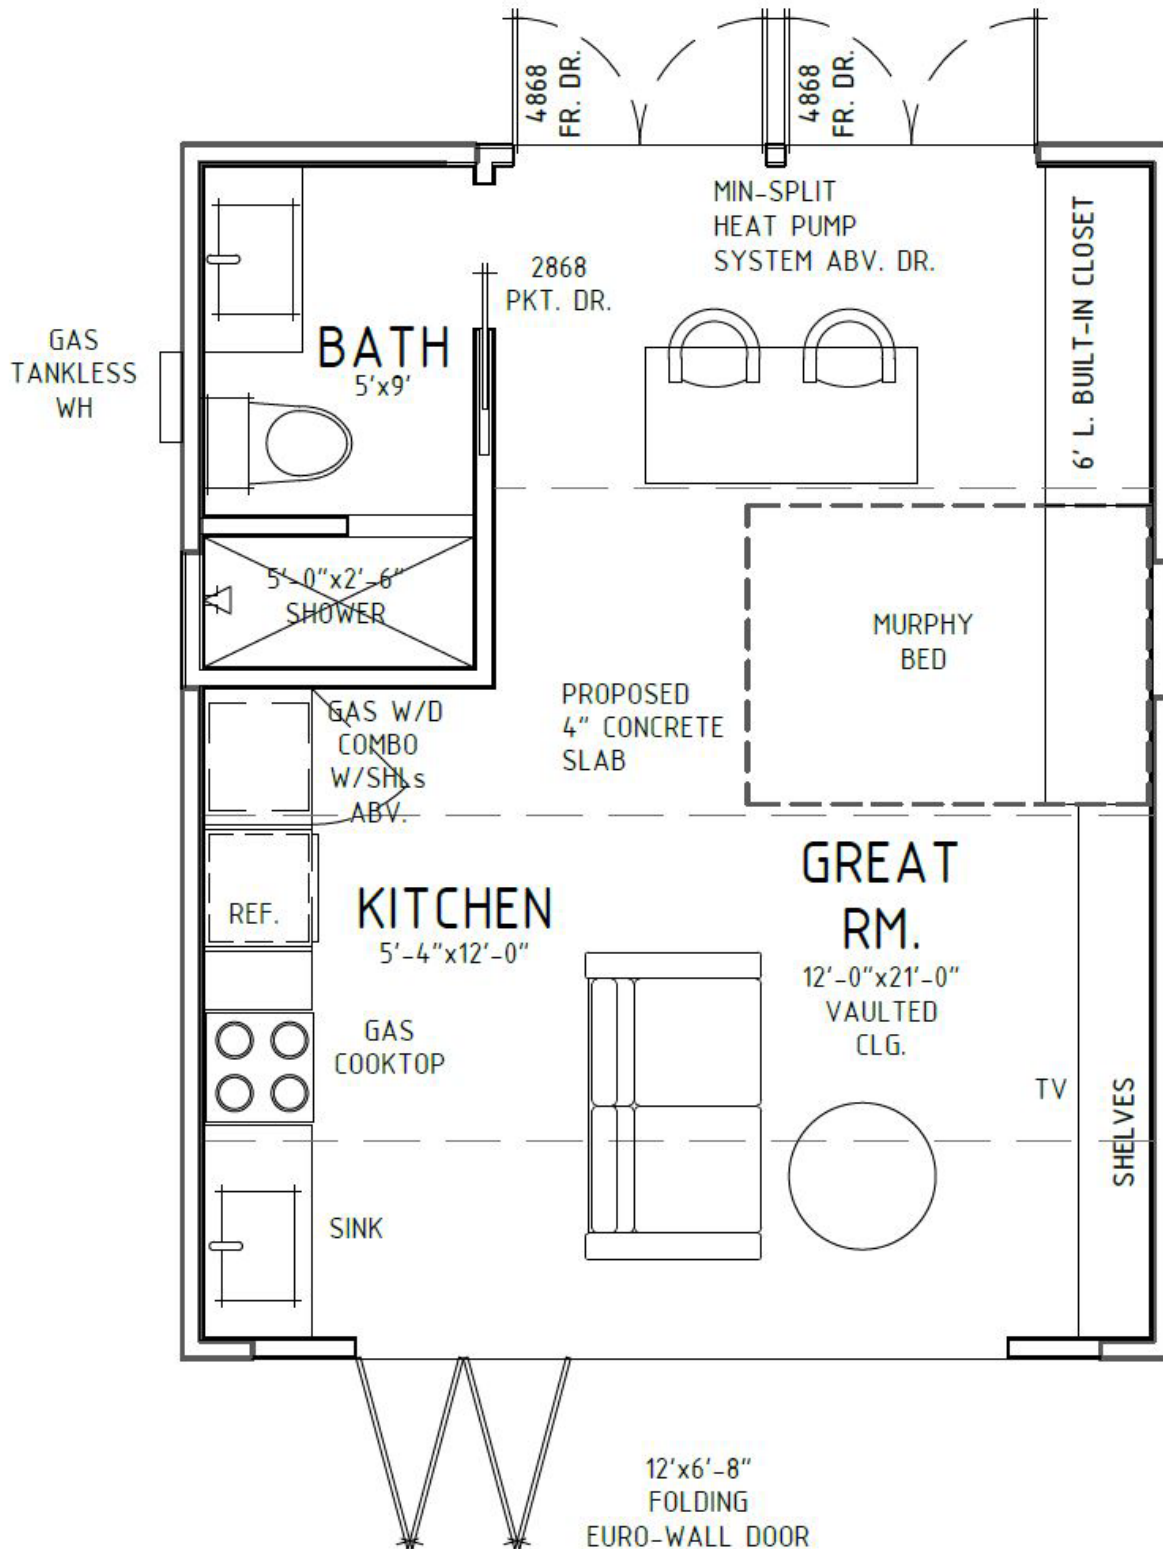 4868
FR. DR.
4868
FR. DR.
MIN-SPLIT
HEAT PUMP
SYSTEM ABV. DR.
6' L. BUILT-IN CLOSET
2868
PKT. DR.
GAS
TANKLESS
WH
BATH
5'x9'
5'-0"x2'-6"
SHOWER
MURPHY
BED
PROPOSED
4" CONCRETE
SLAB
GAS W/D
COMBO
W/SHLs
ABV.
REF.
KITCHEN
5'-4"x12'-0"
GREAT
RM.
12'-0"x21'-0"
VAULTED
CLG.
GAS
COOKTOP
TV
SHELVES
SINK
12'x6'-8"
FOLDING
EURO-WALL DOOR